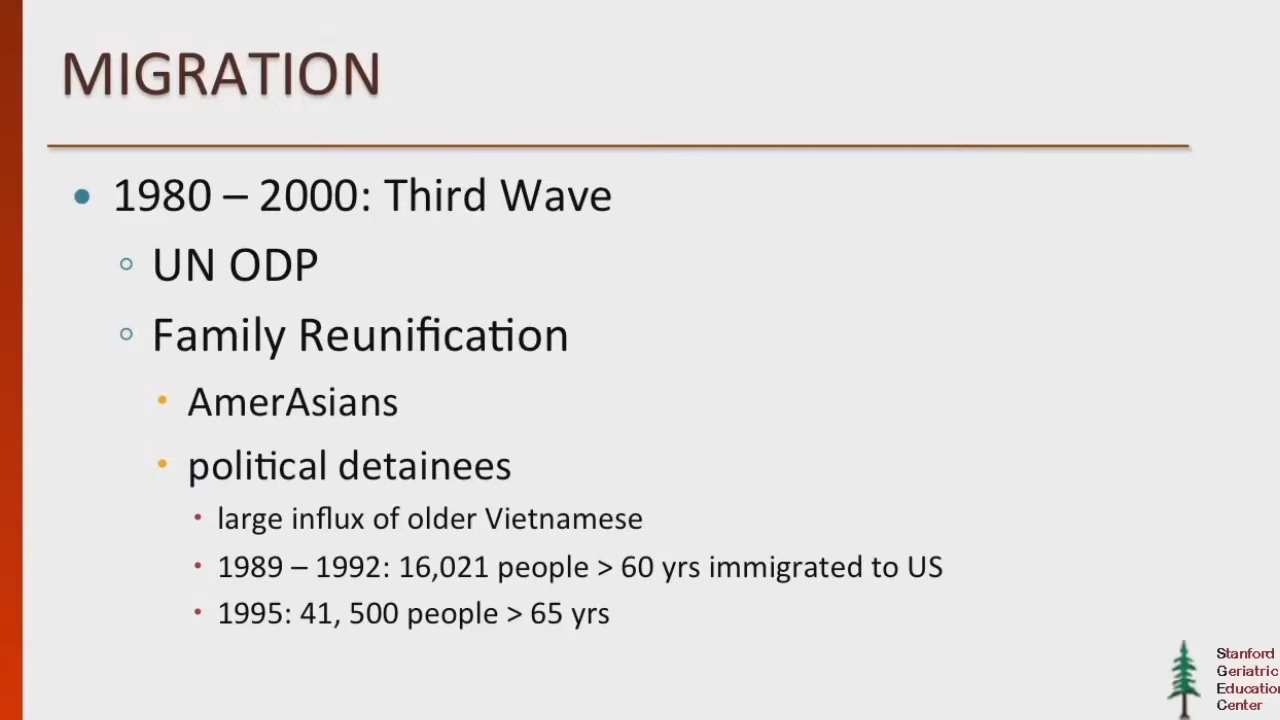 MIGRATION
1980 – 2000: Third Wave
UN ODP
Family Reunification
AmerAsians
political detainees
large influx of older Vietnamese
1989 – 1992: 16,021 people > 60 yrs immigrated to US
1995: 41, 500 people > 65 yrs
Stanford
Geriatric
Educatio
Center